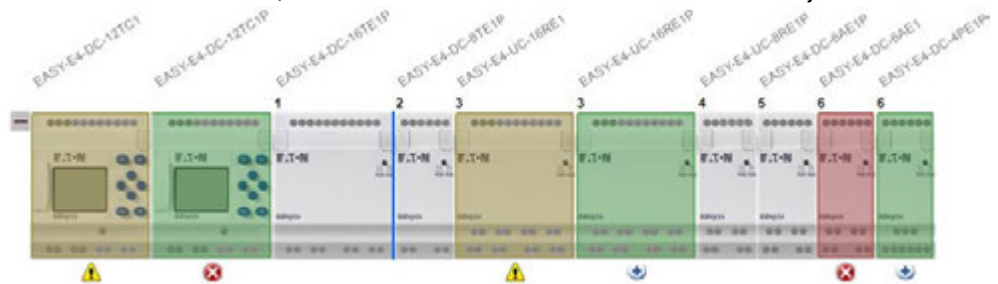 EASY-E4-DC-12TC1
EASY-E4-DC-12TC1P
EASY-E4-DC-16TE1P
EASY-E4-DC-8TE1P
EASY-E4-UC-16RE1
EASY-E4-UC-16RE1P
EASY-E4-UC-8RE1P
EASY-E4-DC-6AE1P
EASY-E4-DC-6AE1
EASY-E4-DC-4PE1P
1 2 3 3 4 5 6 6
E.T.N E.T.N E.T.N E.T.N E.T.N E.T.N E.T.N E.T.N E.T.N E.T.N